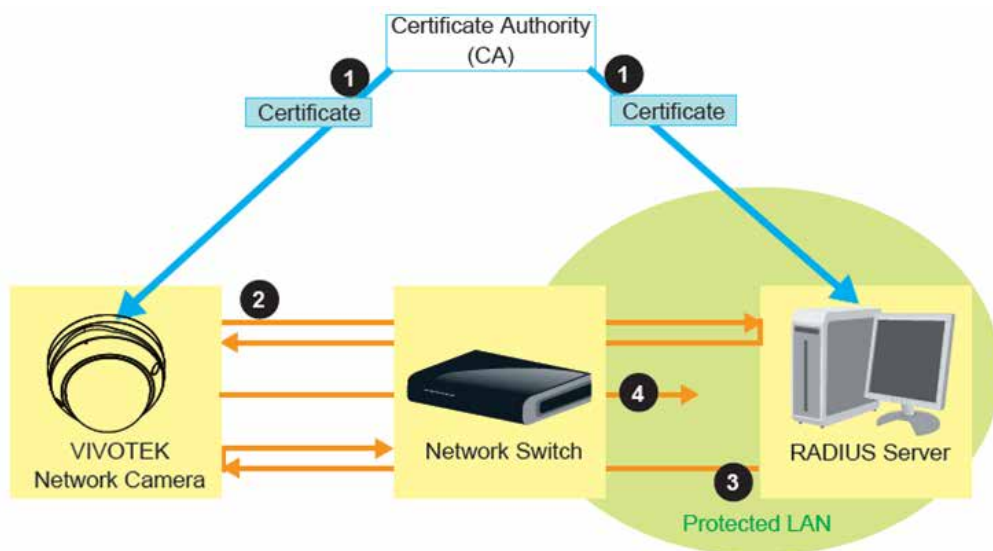 Certificate Authority
(CA)
1
1
Certificate
Certificate
2
4
VIVOTEK
Network Camera
Network Switch
RADIUS Server
3
Protected LAN